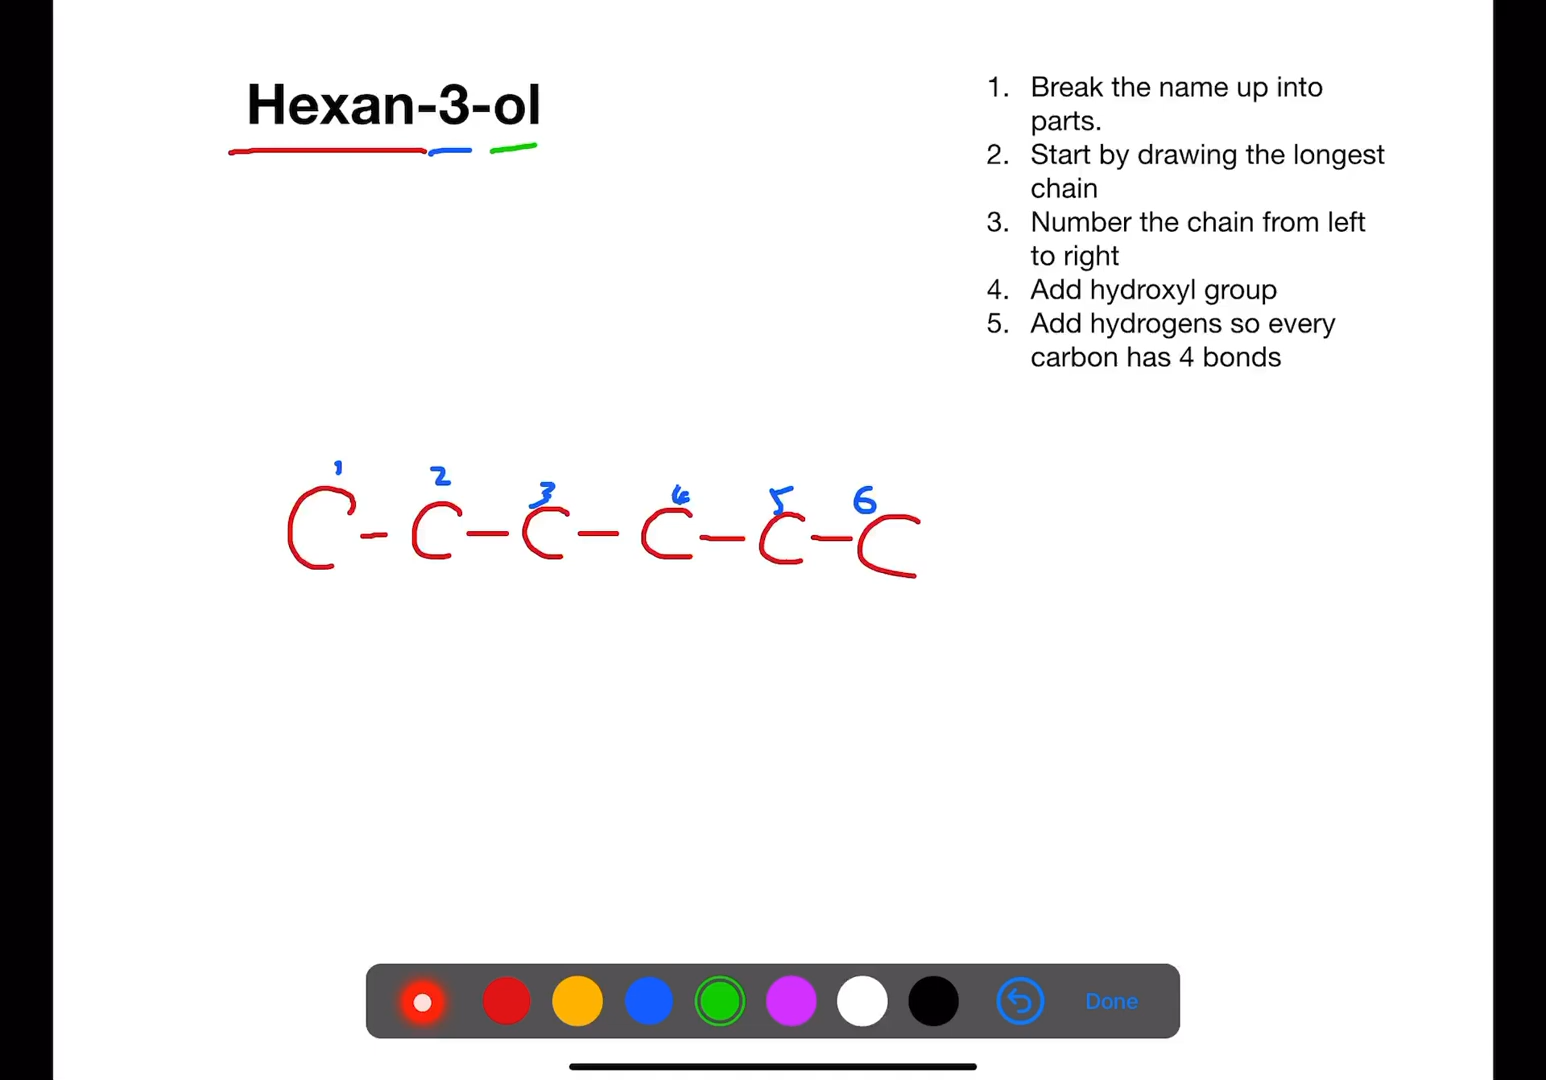 Hexan-3-ol
1. Break the name up into
parts.
2. Start by drawing the longest
chain
3. Number the chain from left
to right
4. Add hydroxyl group
5. Add hydrogens so every
carbon has 4 bonds
1 2 3 4 5 6
C - C - C - C - C - C
Done